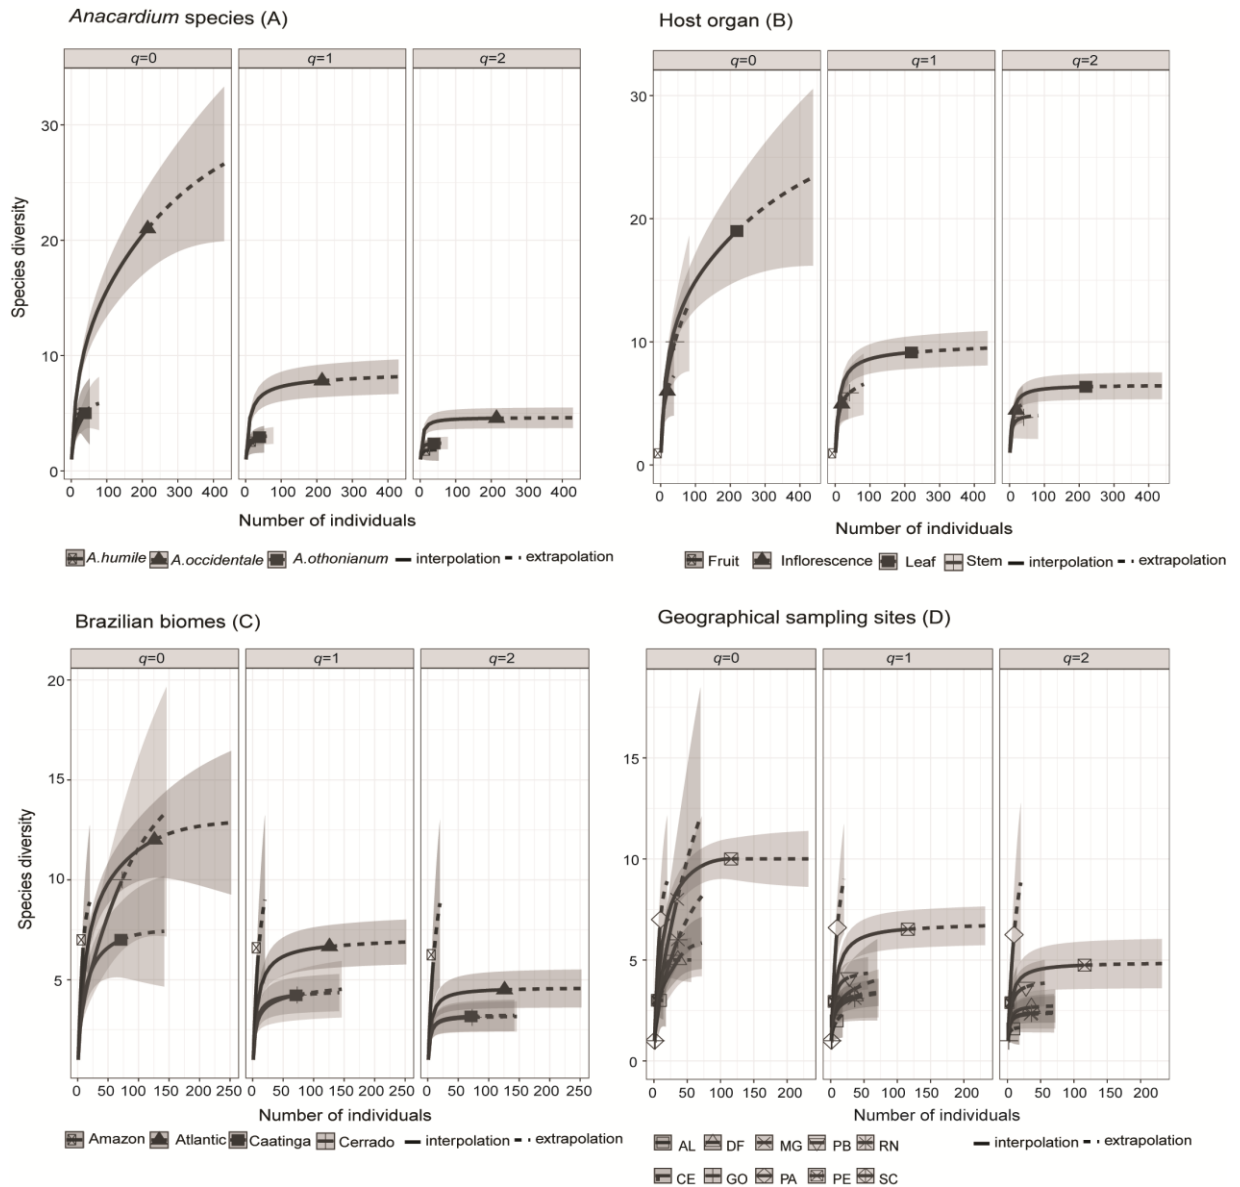 Anacardium species (A)
q=0 q=1 q=2
30
20
10
0
Species diversity
0 100 200 300 400 0 100 200 300 400 0 100 200 300 400
Number of individuals
A.humile A.occidentale A.othonianum interpolation extrapolation
Host organ (B)
q=0 q=1 q=2
30
20
10
0
0 100 200 300 400 0 100 200 300 400 0 100 200 300 400
Number of individuals
Fruit Inflorescence Leaf Stem interpolation extrapolation
Brazilian biomes (C)
q=0 q=1 q=2
20
15
10
5
Species diversity
0 50 100 150 200 250 0 50 100 150 200 250 0 50 100 150 200 250
Number of individuals
Amazon Atlantic Caatinga Cerrado interpolation extrapolation
Geographical sampling sites (D)
q=0 q=1 q=2
15
10
5
0
0 50 100 150 200 0 50 100 150 200 0 50 100 150 200
Number of individuals
AL DF MG PB RN interpolation extrapolation
CE GO PA PE SC